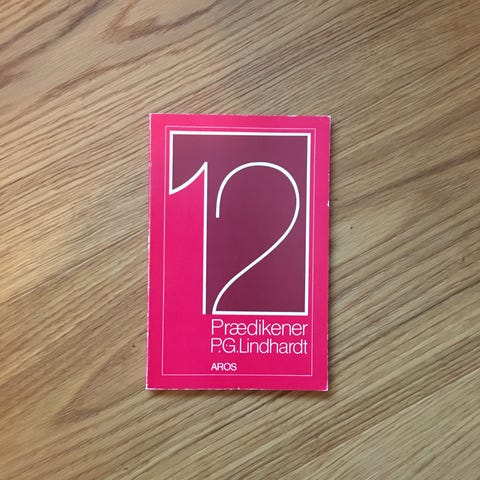 12
Prædikener
P.G.Lindhardt
AROS